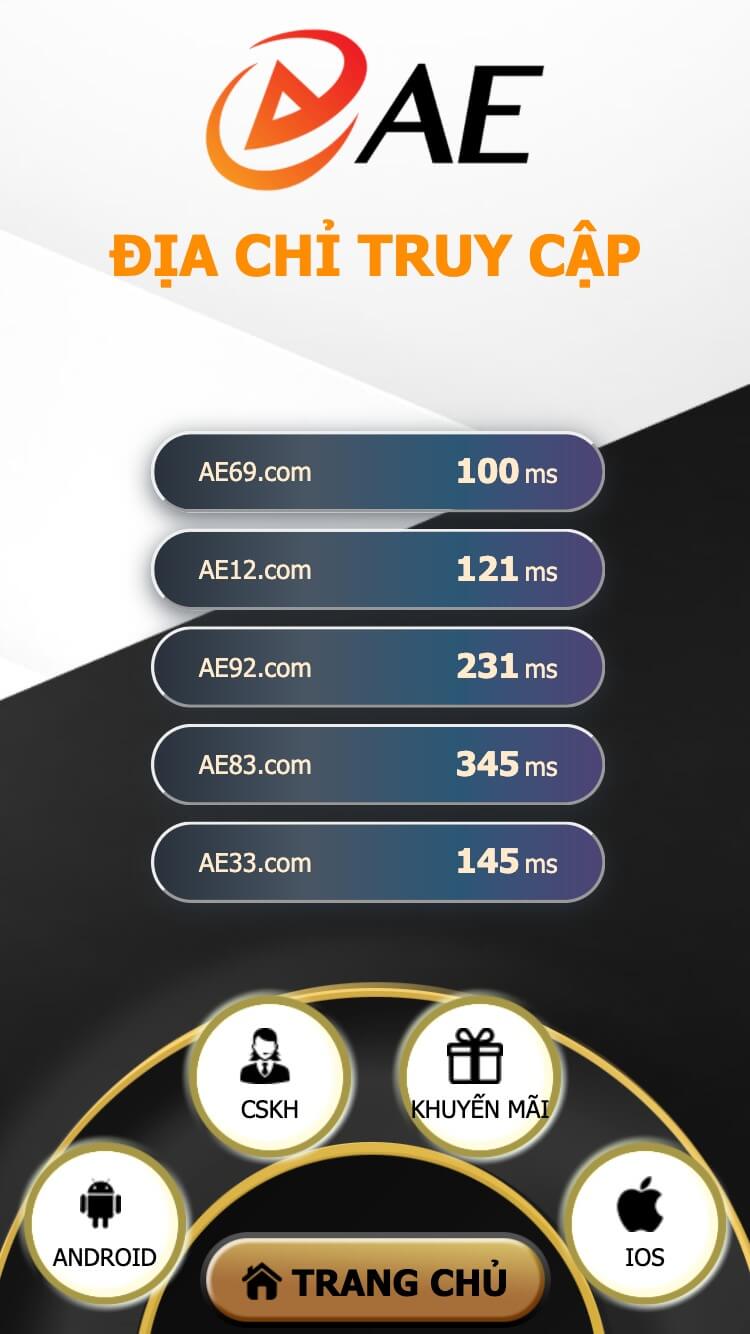 AE
ĐỊA CHỈ TRUY CẬP
AE69.com 100 ms
AE12.com 121 ms
AE92.com 231 ms
AE83.com 345 ms
AE33.com 145 ms
CSKH
KHUYẾN MÃI
ANDROID
IOS
TRANG CHỦ